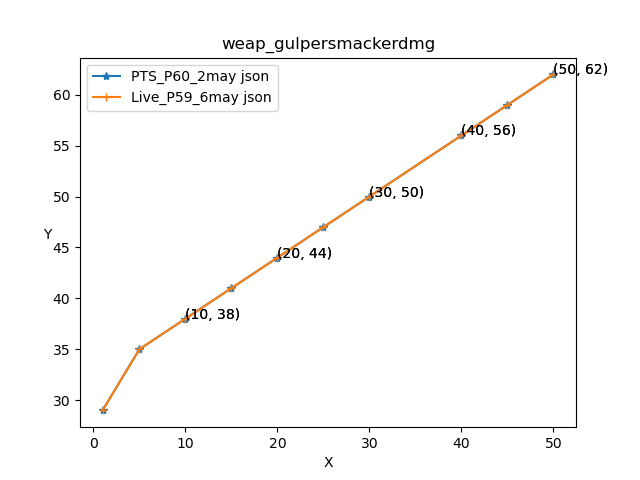 weap_gulpersmackerdmg
PTS_P60_2may json
Live_P59_6may json
(50, 62)
(40, 56)
(30, 50)
(20, 44)
(10, 38)
60
55
50
45
40
35
30
Y
0 10 20 30 40 50
X